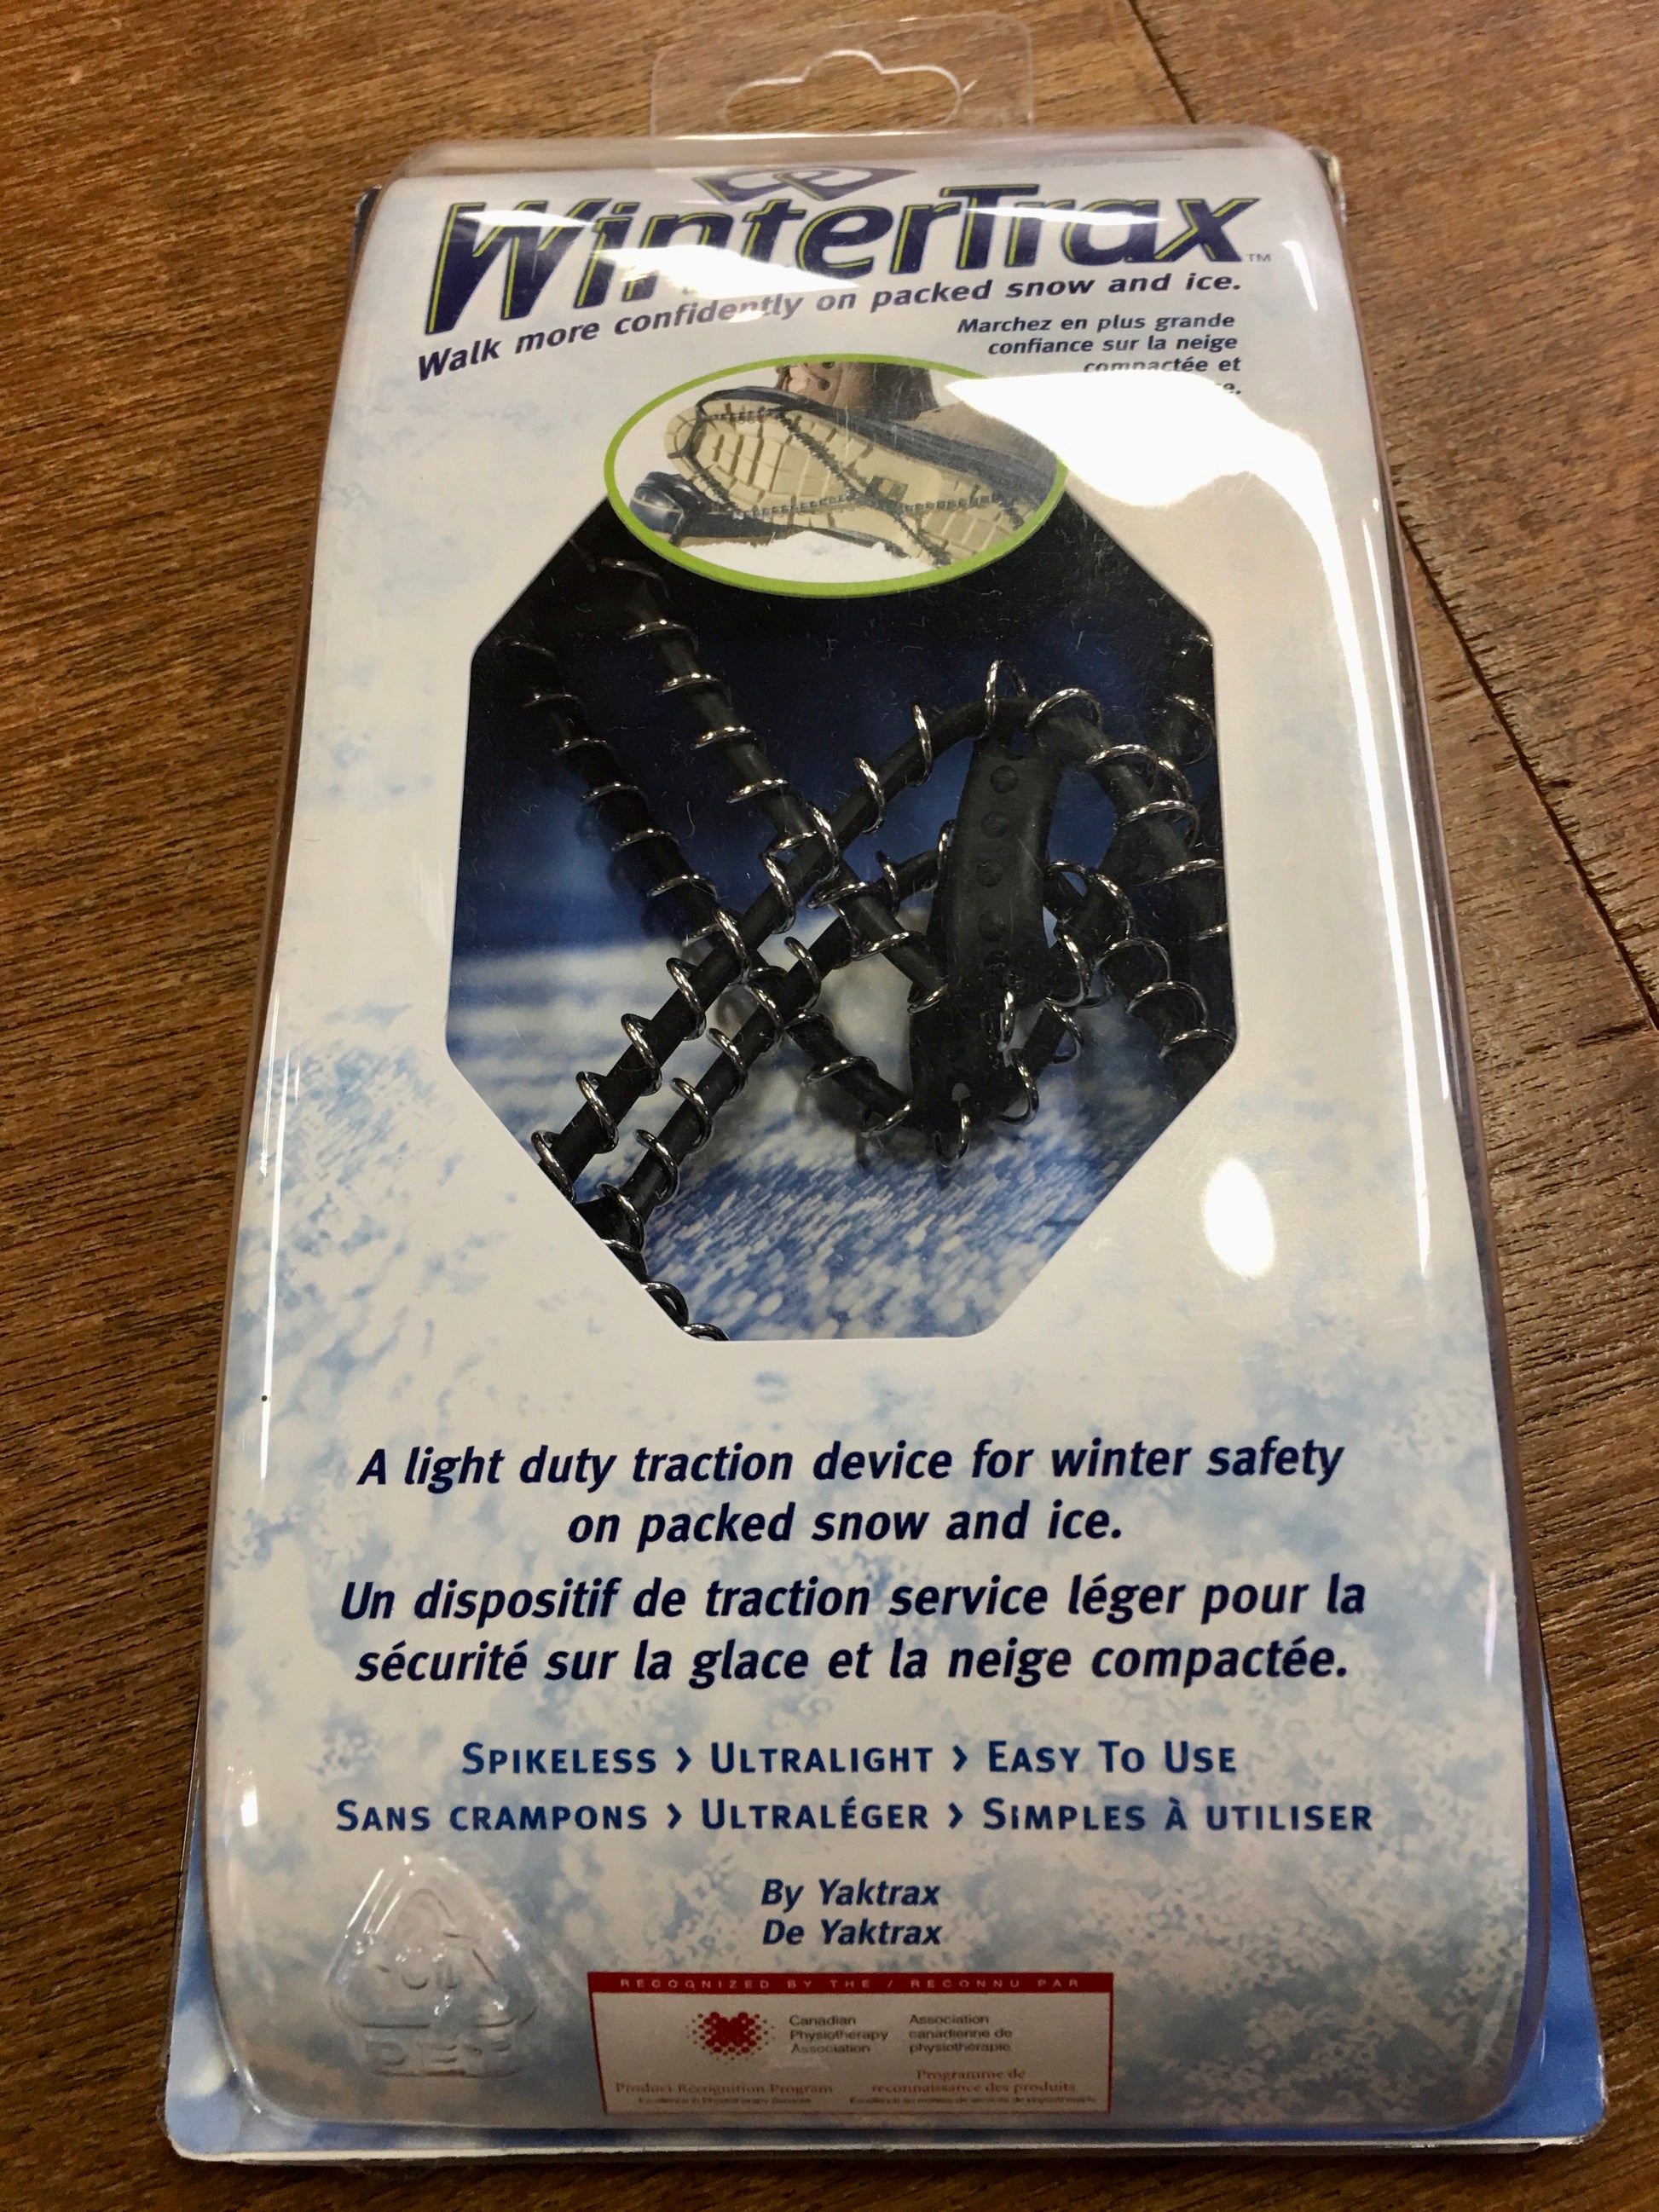 WinterTrax™
Walk more confidently on packed snow and ice.
Marchez en plus grande
confiance sur la neige
compactée et
A light duty traction device for winter safety
on packed snow and ice.
Un dispositif de traction service léger pour la
sécurité sur la glace et la neige compactée.
SPIKELESS › ULTRALIGHT › EASY TO USE
SANS CRAMPONS › ULTRALÉGER › SIMPLES À UTILISER
By Yaktrax
De Yaktrax
RECOGNIZED BY THE / RECONNU PAR
Canadian
Physiotherapy
Association
Association
canadienne de
physiothérapie
Product Recognition Program
Programme de
reconnaissance des produits